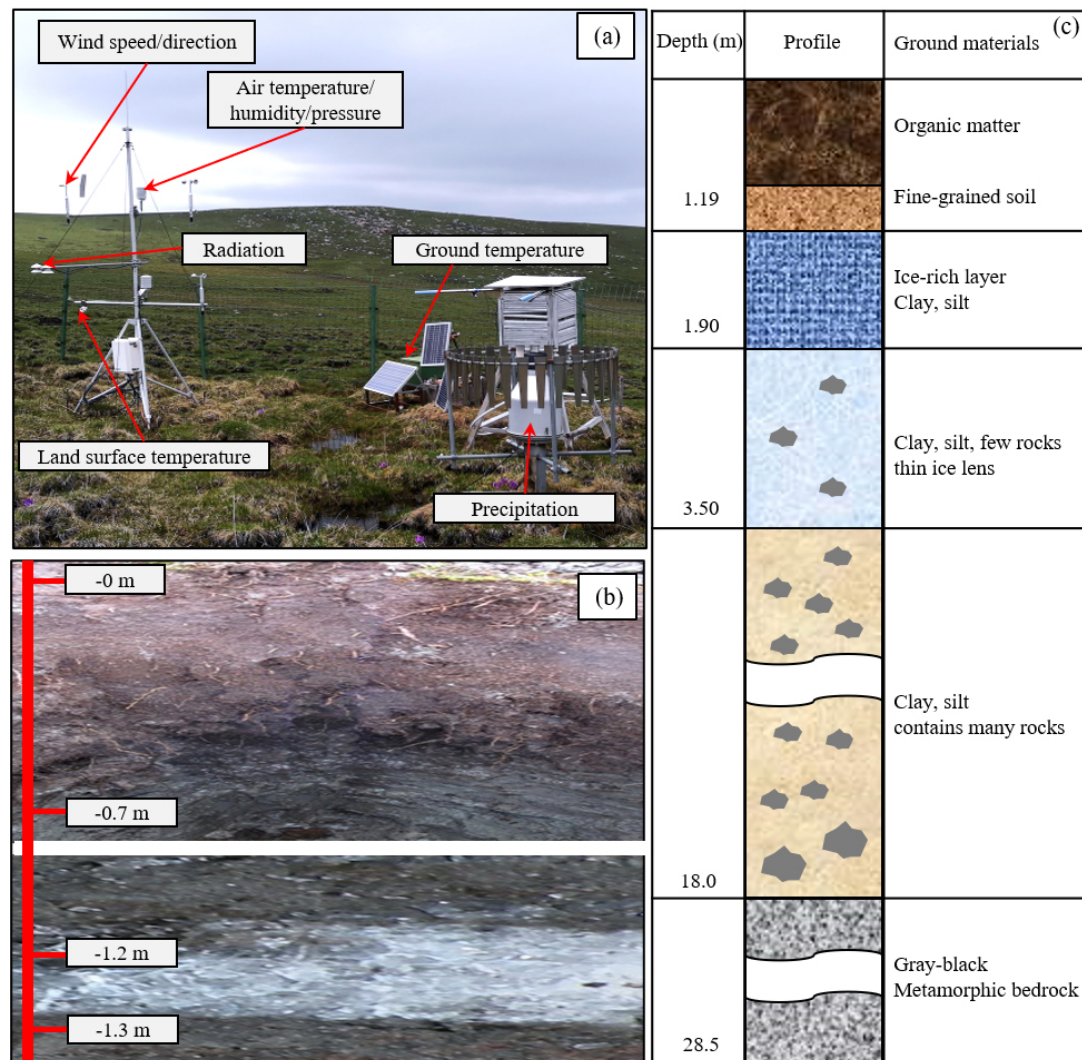 (a)
Wind speed/direction
Air temperature/
humidity/pressure
Radiation
Ground temperature
Land surface temperature
Precipitation
(b)
-0 m
-0.7 m
-1.2 m
-1.3 m
(c)
Depth (m)
Profile
Ground materials
Organic matter
1.19
Fine-grained soil
Ice-rich layer
Clay, silt
1.90
Clay, silt, few rocks
thin ice lens
3.50
Clay, silt
contains many rocks
18.0
Gray-black
Metamorphic bedrock
28.5